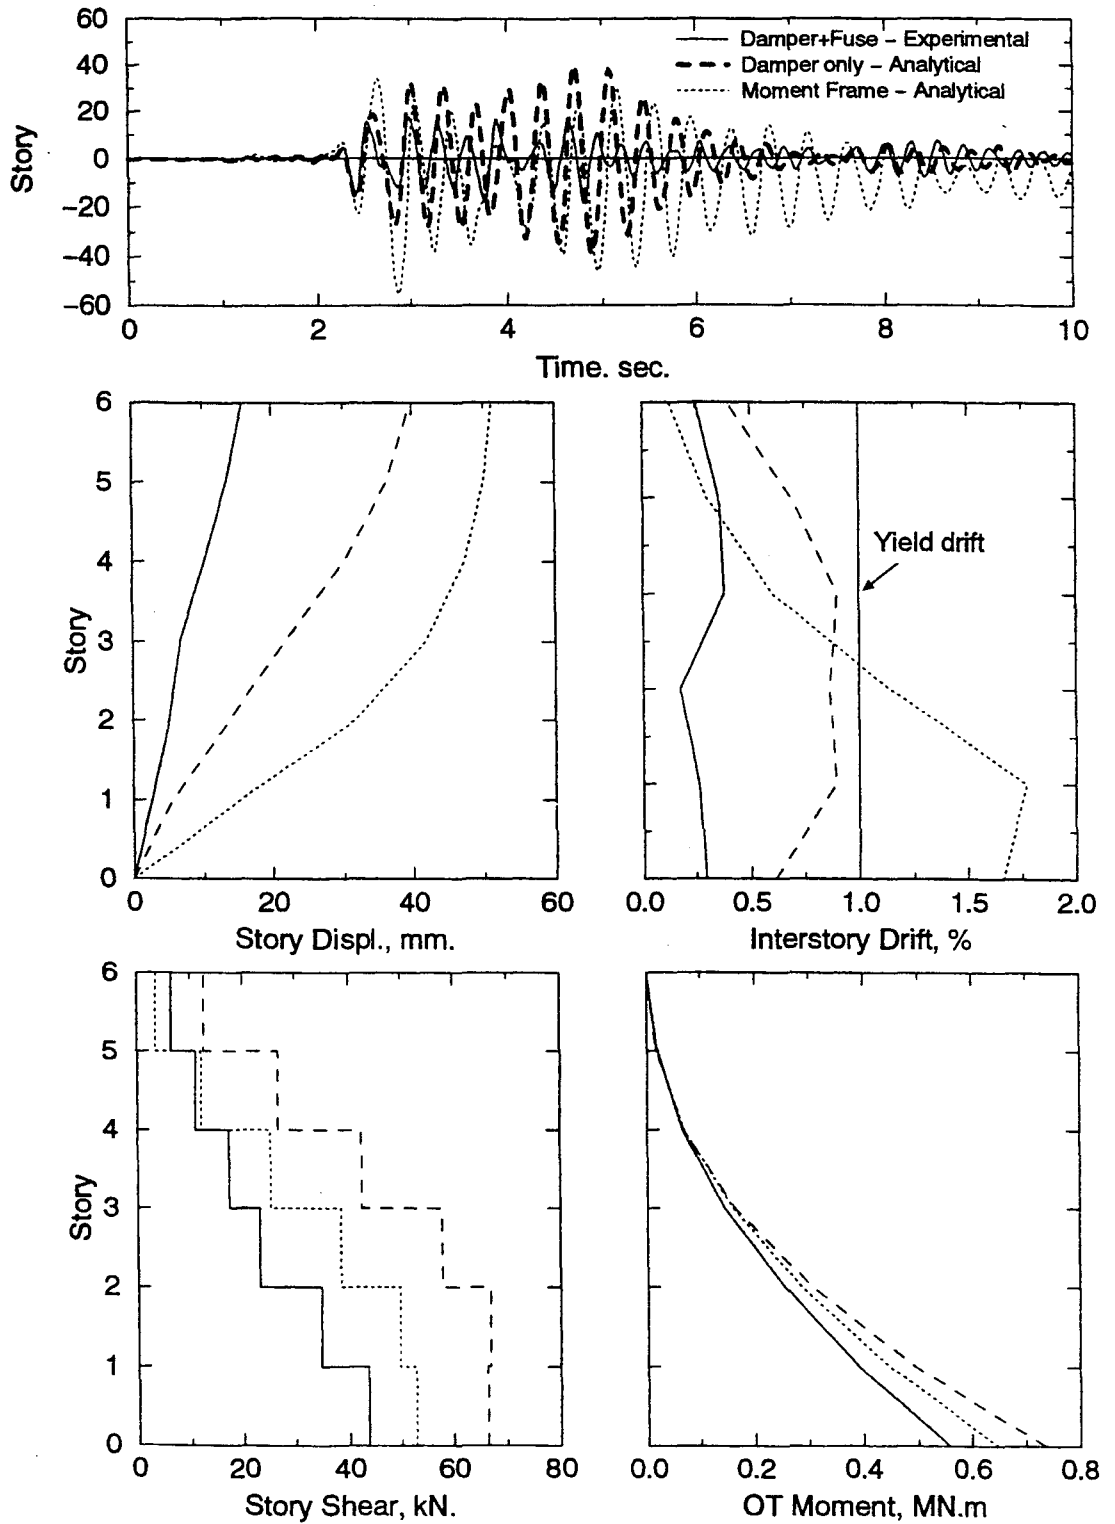 60
40
20
0
−20
−40
−60
Story
Damper+Fuse − Experimental
Damper only − Analytical
Moment Frame − Analytical
0 2 4 6 8 10
Time. sec.
6
5
4
3
2
1
0
Story
0 20 40 60
Story Displ., mm.
Yield drift
0.0 0.5 1.0 1.5 2.0
Interstory Drift, %
6
5
4
3
2
1
0
Story
0 20 40 60 80
Story Shear, kN.
0.0 0.2 0.4 0.6 0.8
OT Moment, MN.m